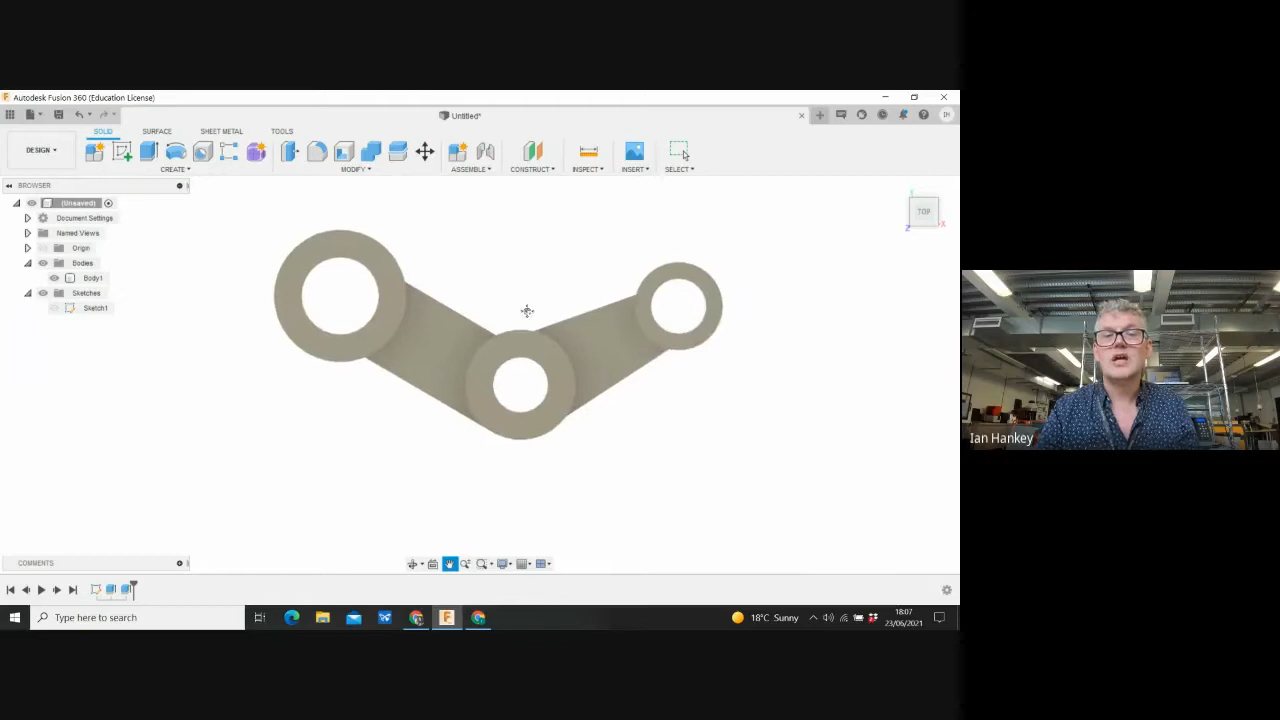 Autodesk Fusion 360 (Education License)
Untitled*
IH
DESIGN
SOLID
SURFACE
SHEET METAL
TOOLS
CREATE
MODIFY
ASSEMBLE
CONSTRUCT
INSPECT
INSERT
SELECT
BROWSER
(Unsaved)
Document Settings
Named Views
Origin
Bodies
Body1
Sketches
Sketch1
TOP
Y
X
Z
Ian Hankey
COMMENTS
Type here to search
18°C Sunny
18:07
23/06/2021